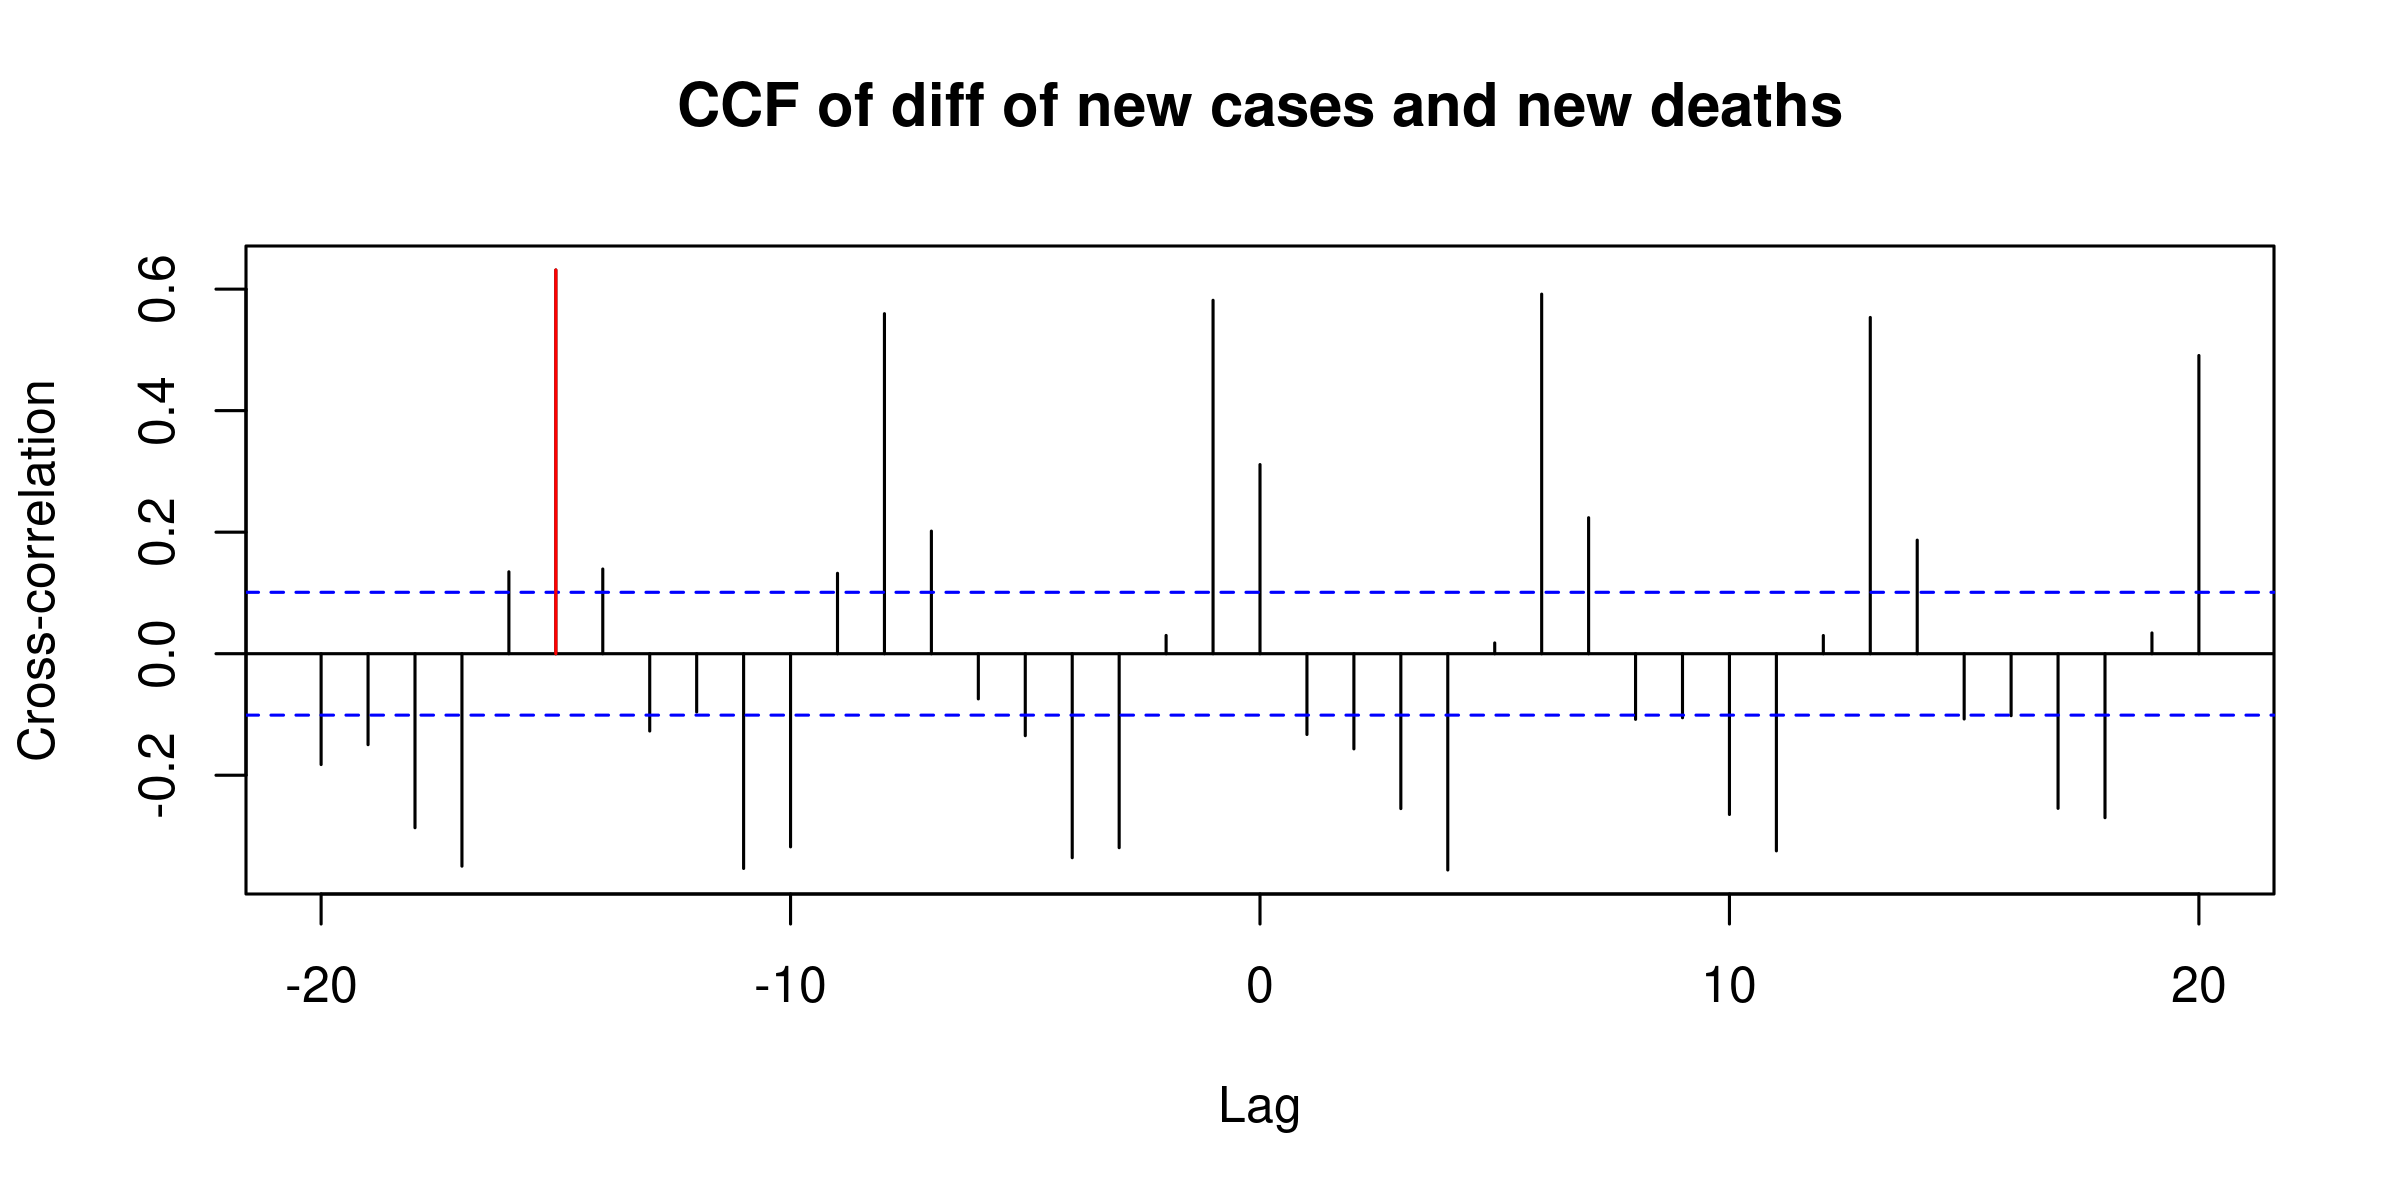 CCF of diff of new cases and new deaths
Cross-correlation
0.6
0.4
0.2
0.0
-0.2
-20 -10 0 10 20
Lag